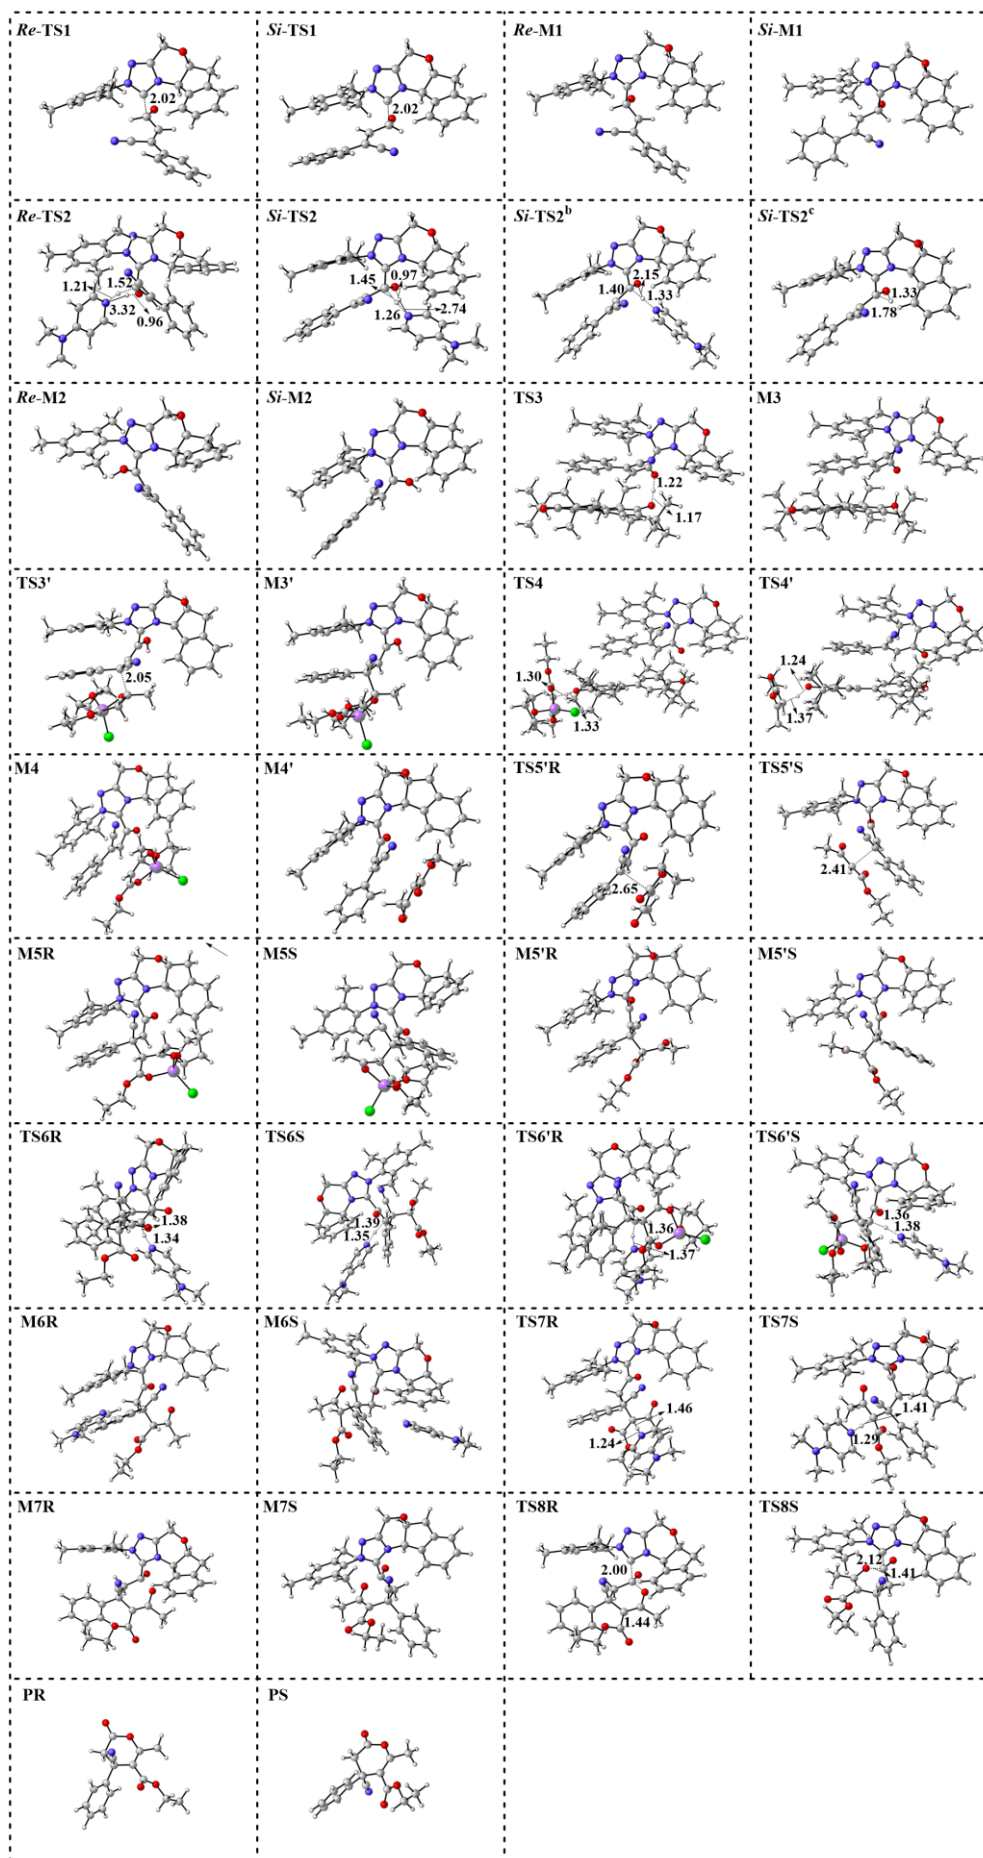 Re-TS1 Si-TS1 Re-M1 Si-M1
2.02 2.02
Re-TS2 Si-TS2 Si-TS2b Si-TS2c
1.21 1.52 3.32 0.96 1.45 0.97 1.26 2.74 1.40 2.15 1.33 1.33 1.78
Re-M2 Si-M2 TS3 M3
1.22 1.17
TS3' M3' TS4 TS4'
2.05 1.30 1.33 1.24 1.37
M4 M4' TS5'R TS5'S
2.65 2.41
M5R M5S M5'R M5'S
TS6R TS6S TS6'R TS6'S
1.38 1.34 1.39 1.35 1.36 1.37 1.36 1.38
M6R M6S TS7R TS7S
1.46 1.24 1.41 1.29
M7R M7S TS8R TS8S
2.00 1.44 2.12 1.41
PR PS